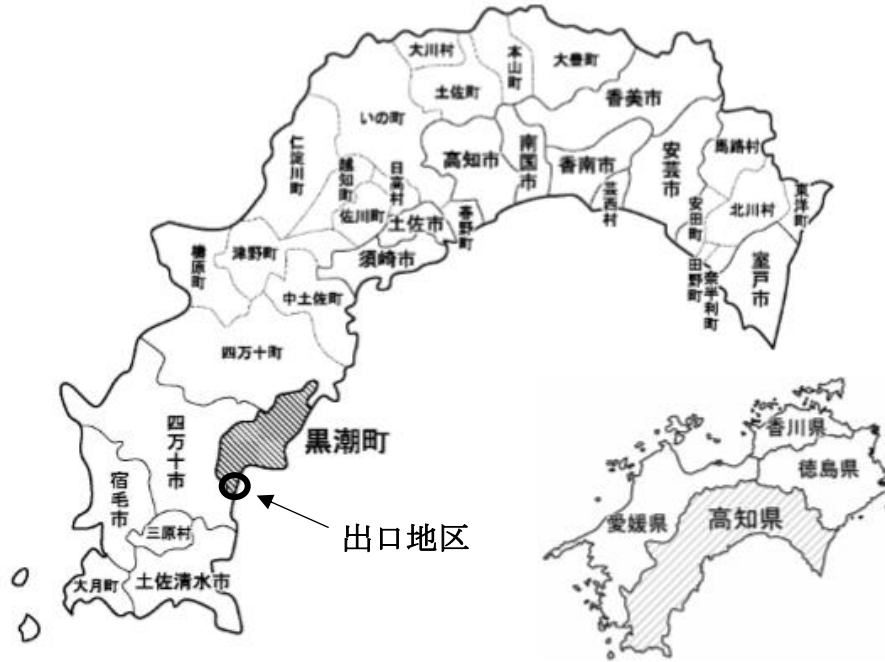 大川村
本山町
大豊町
土佐町
香美市
いの町
仁淀川町
高知市
南国市
香南市
安芸市
馬路村
越知町
日高村
芸西村
安田町
北川村
東洋町
佐川町
土佐市
春野町
津野町
須崎市
梼原町
田野町
奈半利町
室戸市
中土佐町
四万十町
四万十市
黒潮町
宿毛市
出口地区
三原村
大月町
土佐清水市
香川県
徳島県
愛媛県
高知県